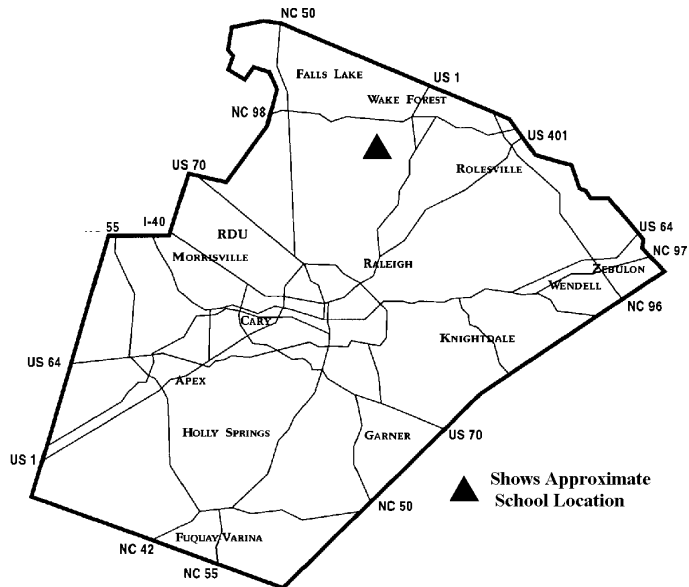 NC 50
FALLS LAKE
US 1
WAKE FOREST
NC 98
US 401
US 70
ROLESVILLE
55
I-40
RDU
US 64
MORRISVILLE
RALEIGH
NC 97
ZEBULON
WENDELL
NC 96
CARY
KNIGHTDALE
US 64
APEX
HOLLY SPRINGS
GARNER
US 70
US 1
Shows Approximate
School Location
NC 50
FUQUAY VARINA
NC 42
NC 55